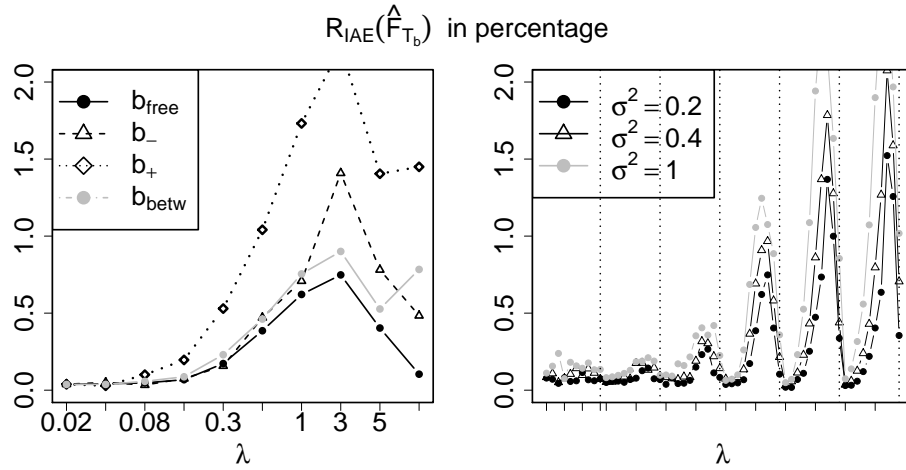 R_IAE(F̂_T_b) in percentage
b_free
b_−
b_+
b_betw
0.0 0.5 1.0 1.5 2.0
0.02 0.08 0.3 1 3 5
λ
σ² = 0.2
σ² = 0.4
σ² = 1
0.0 0.5 1.0 1.5 2.0
λ